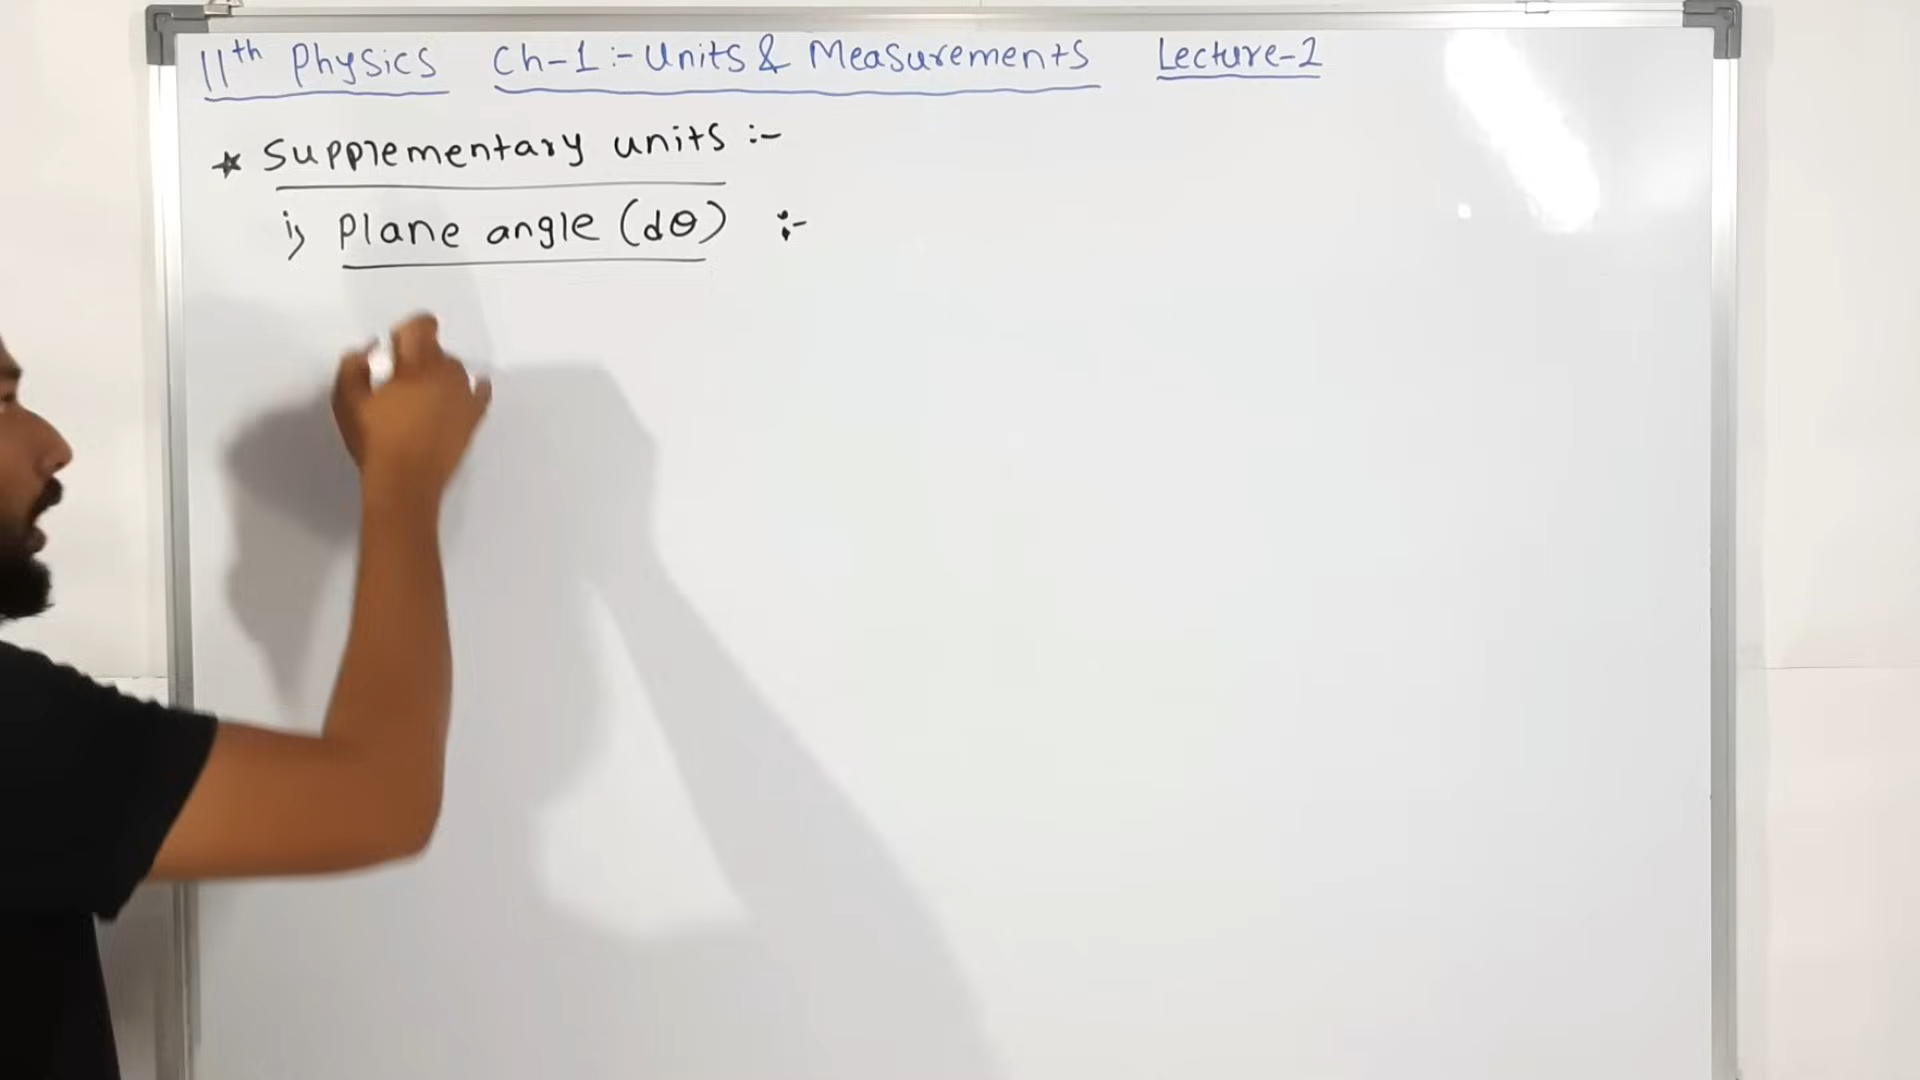 11th Physics Ch-1:- Units & Measurements Lecture-2
* Supplementary units :-
i) Plane angle (dθ) :-